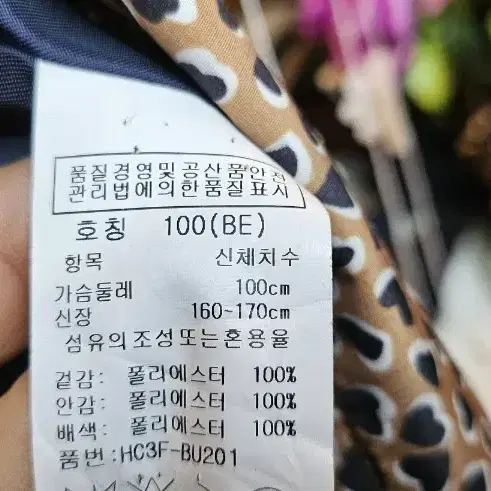 품질경영및공산품안전
관리법에의한품질표시
호칭 100(BE)
항목 신체치수
가슴둘레 100cm
신장 160~170cm
섬유의조성또는혼용율
겉감: 폴리에스터 100%
안감: 폴리에스터 100%
배색: 폴리에스터 100%
품번:HC3F-BU201